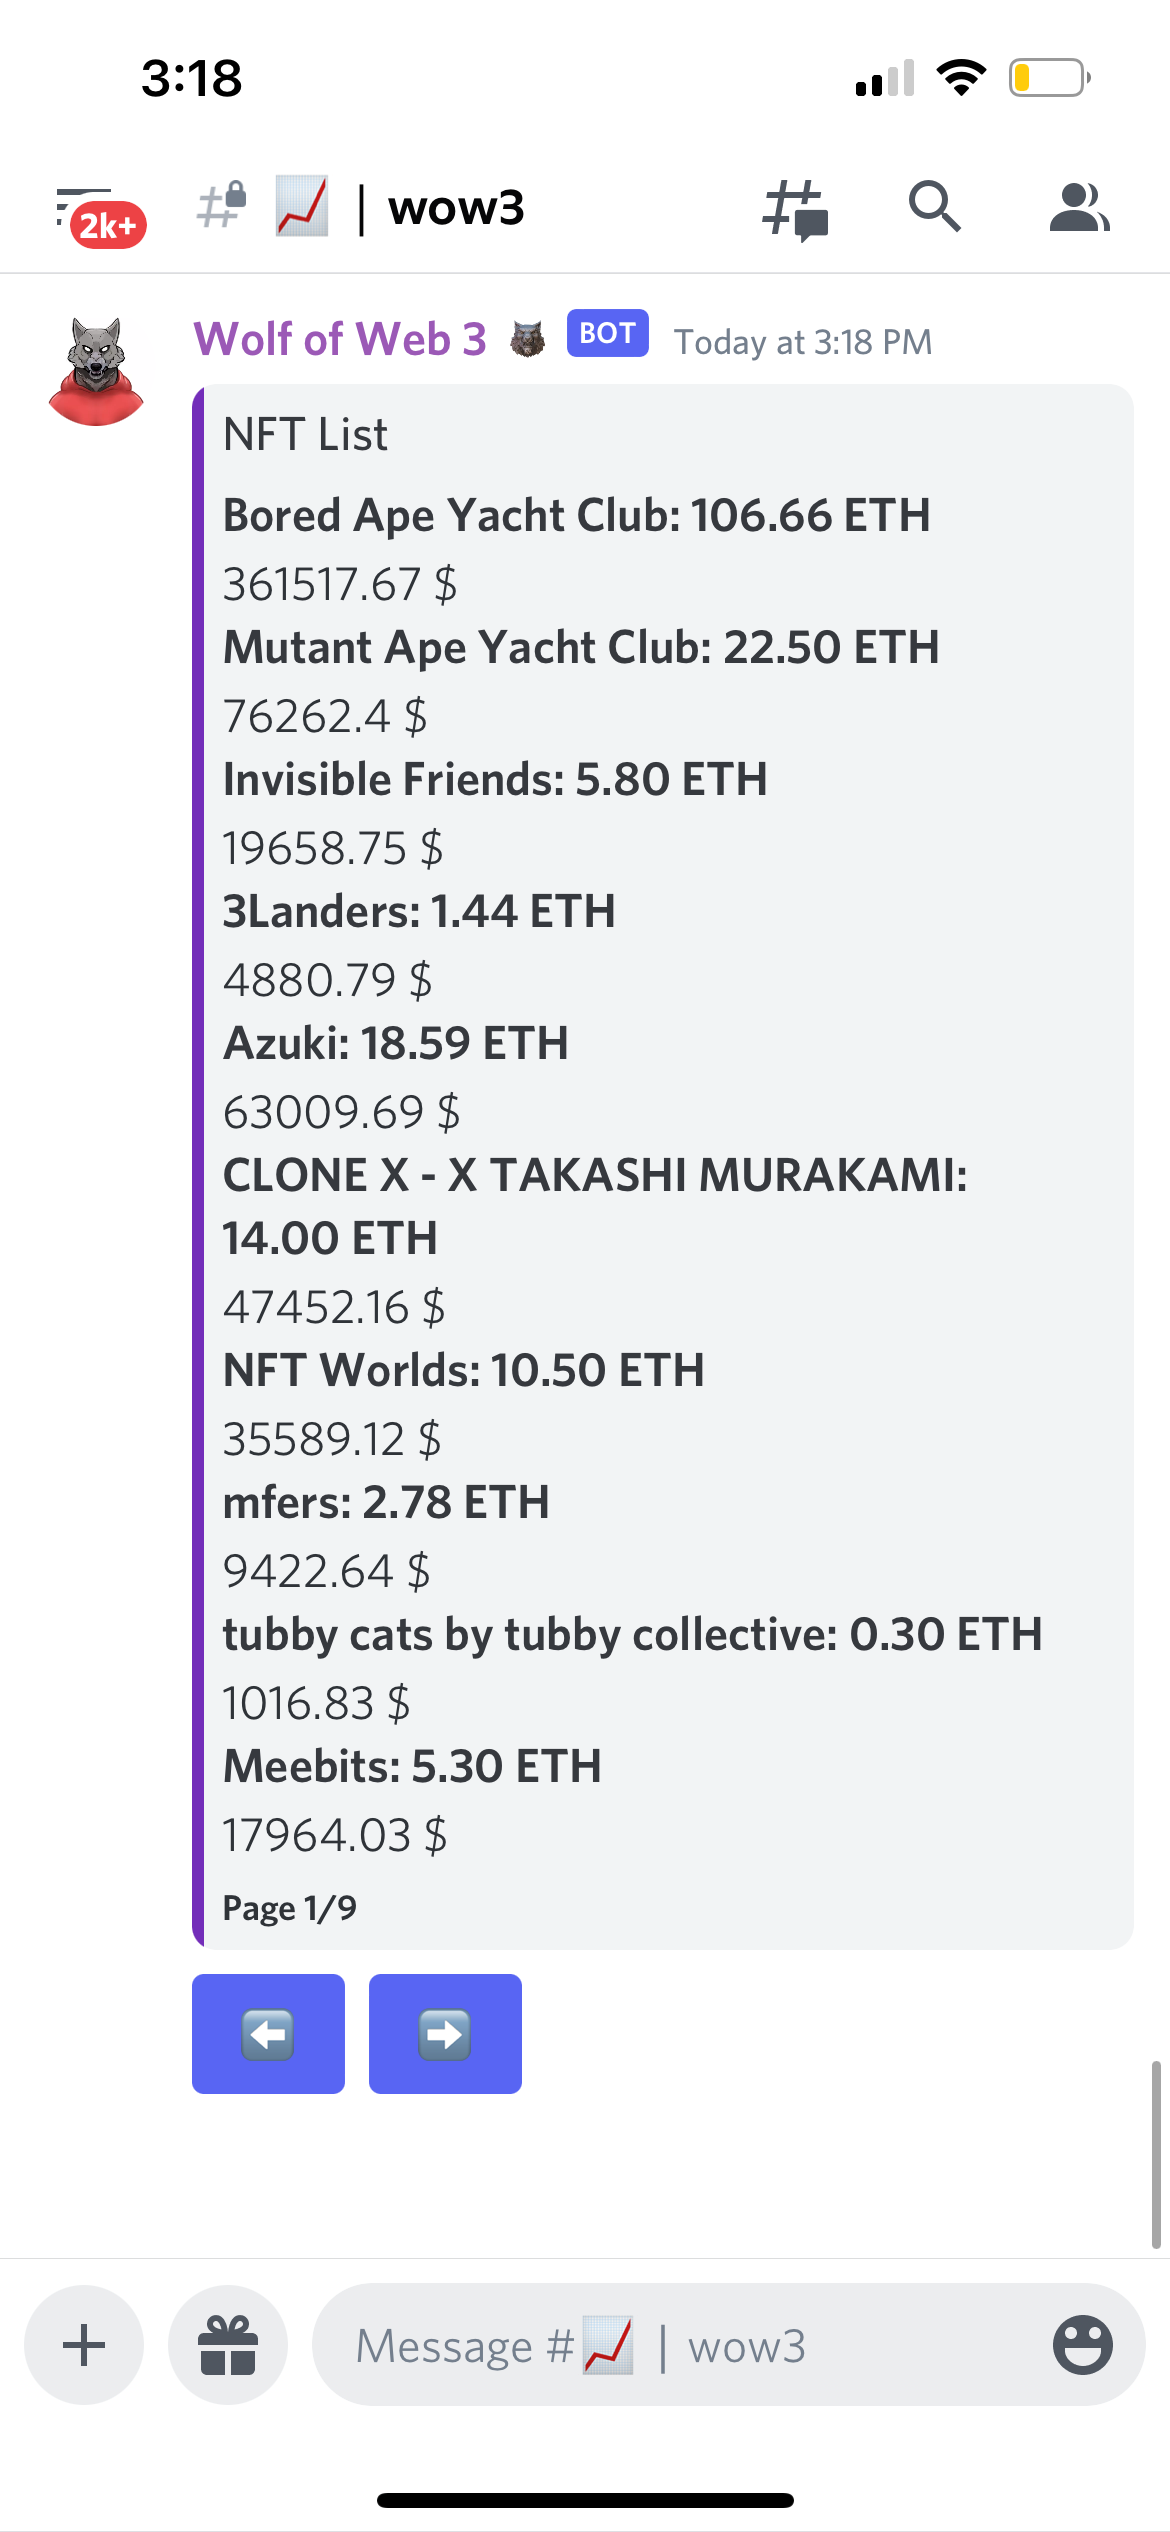 3:18
2k+
| wow3
Wolf of Web 3 BOT Today at 3:18 PM
NFT List
Bored Ape Yacht Club: 106.66 ETH
361517.67 $
Mutant Ape Yacht Club: 22.50 ETH
76262.4 $
Invisible Friends: 5.80 ETH
19658.75 $
3Landers: 1.44 ETH
4880.79 $
Azuki: 18.59 ETH
63009.69 $
CLONE X - X TAKASHI MURAKAMI:
14.00 ETH
47452.16 $
NFT Worlds: 10.50 ETH
35589.12 $
mfers: 2.78 ETH
9422.64 $
tubby cats by tubby collective: 0.30 ETH
1016.83 $
Meebits: 5.30 ETH
17964.03 $
Page 1/9
Message #📈 | wow3